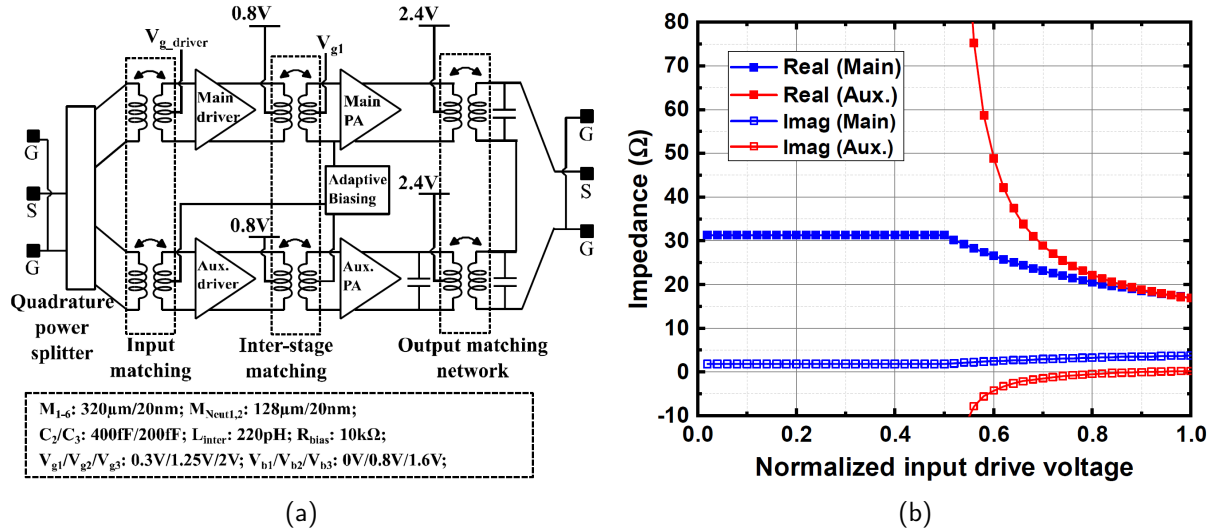 0.8V
2.4V
V_g_driver
V_g1
Main
driver
Main
PA
G
S
G
Adaptive
Biasing
2.4V
0.8V
Aux.
driver
Aux.
PA
G
S
G
Quadrature
power
splitter
Input
matching
Inter-stage
matching
Output matching
network
M1-6: 320µm/20nm; MNeut1,2: 128µm/20nm;
C2/C3: 400fF/200fF; Linter: 220pH; Rbias: 10kΩ;
Vg1/Vg2/Vg3: 0.3V/1.25V/2V; Vb1/Vb2/Vb3: 0V/0.8V/1.6V;
(a)
Impedance (Ω)
80
70
60
50
40
30
20
10
0
-10
Real (Main)
Real (Aux.)
Imag (Main)
Imag (Aux.)
0.0 0.2 0.4 0.6 0.8 1.0
Normalized input drive voltage
(b)